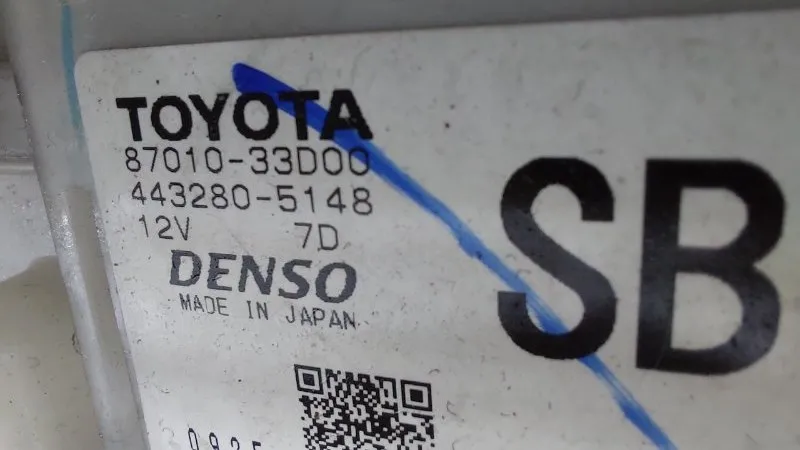 TOYOTA
87010-33D00
443280-5148
12V 7D
DENSO
MADE IN JAPAN
SB